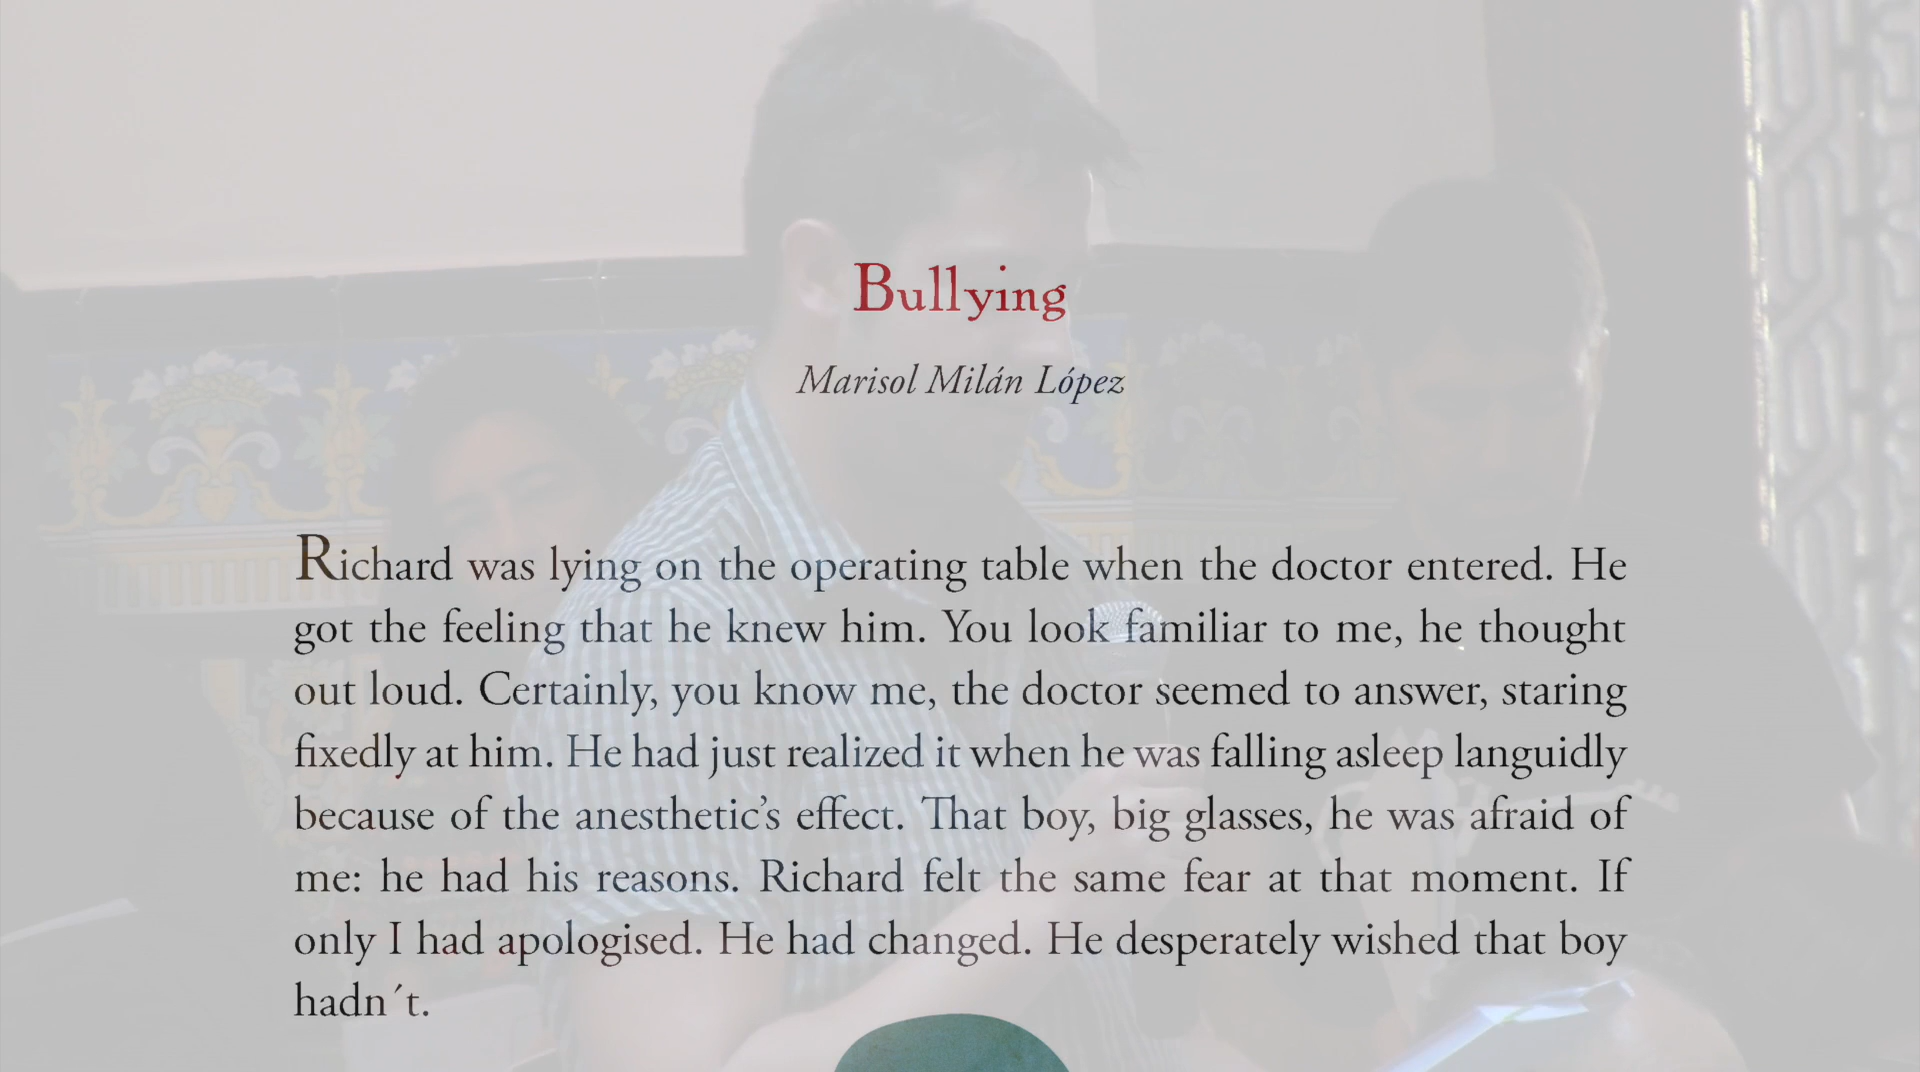 Bullying
Marisol Milán López
Richard was lying on the operating table when the doctor entered. He
got the feeling that he knew him. You look familiar to me, he thought
out loud. Certainly, you know me, the doctor seemed to answer, staring
fixedly at him. He had just realized it when he was falling asleep languidly
because of the anesthetic’s effect. That boy, big glasses, he was afraid of
me: he had his reasons. Richard felt the same fear at that moment. If
only I had apologised. He had changed. He desperately wished that boy
hadn´t.